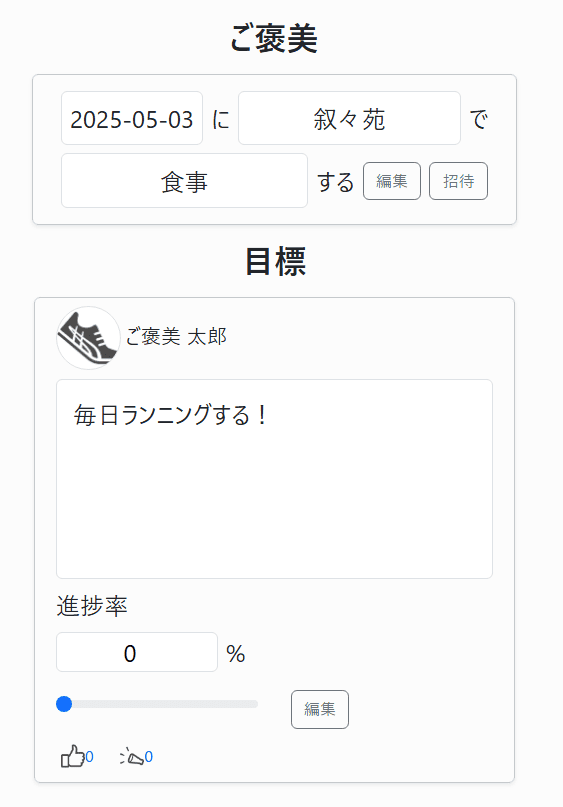 ご褒美
2025-05-03 に 叙々苑 で
食事 する 編集 招待
目標
ご褒美 太郎
毎日ランニングする！
進捗率
0 %
編集
0 0